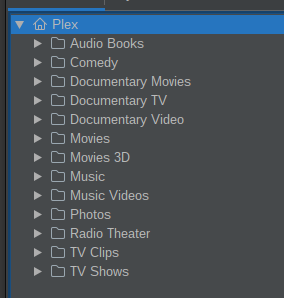 Plex
Audio Books
Comedy
Documentary Movies
Documentary TV
Documentary Video
Movies
Movies 3D
Music
Music Videos
Photos
Radio Theater
TV Clips
TV Shows